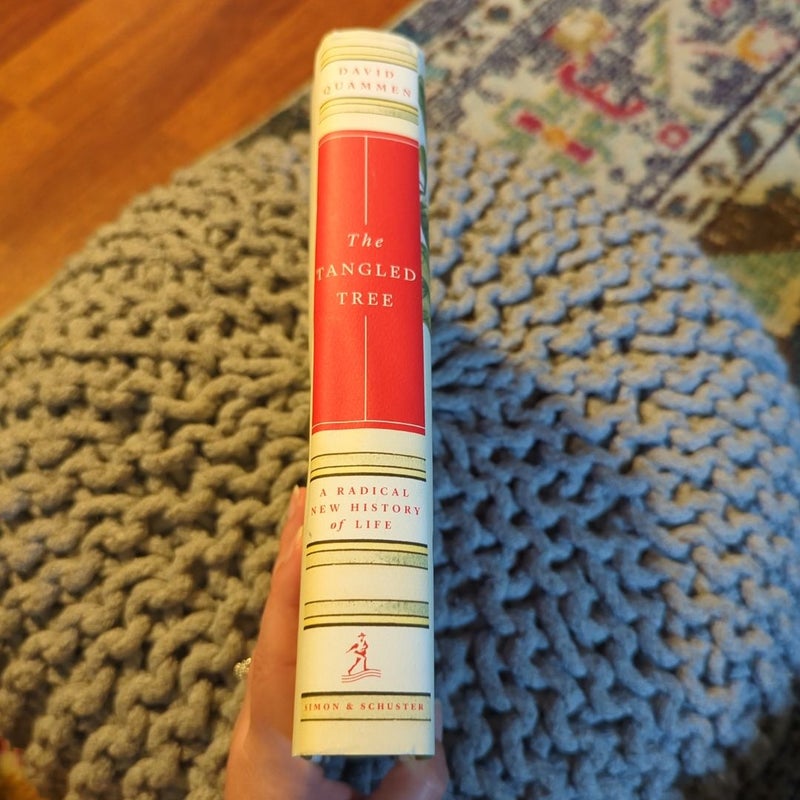 DAVID
QUAMMEN
The
TANGLED
TREE
A RADICAL
NEW HISTORY
of LIFE
SIMON & SCHUSTER